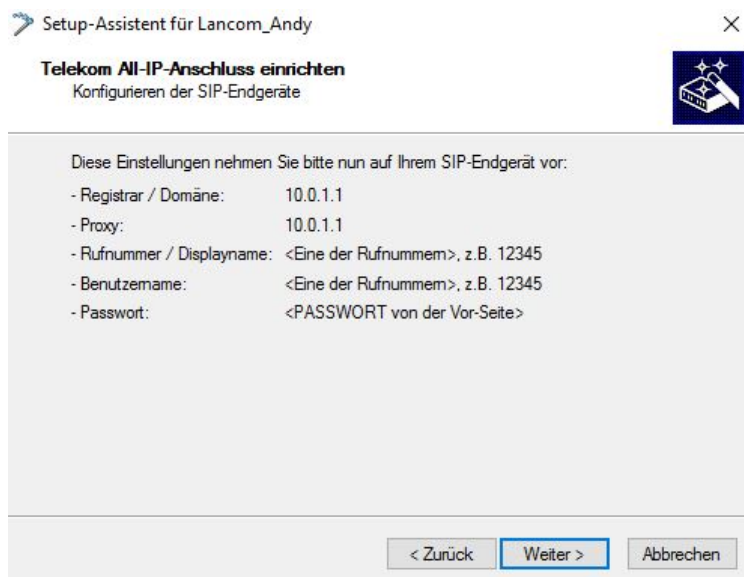 Setup-Assistent für Lancom_Andy
Telekom All-IP-Anschluss einrichten
Konfigurieren der SIP-Endgeräte
Diese Einstellungen nehmen Sie bitte nun auf Ihrem SIP-Endgerät vor:
- Registrar / Domäne: 10.0.1.1
- Proxy: 10.0.1.1
- Rufnummer / Displayname: <Eine der Rufnummern>, z.B. 12345
- Benutzername: <Eine der Rufnummern>, z.B. 12345
- Passwort: <PASSWORT von der Vor-Seite>
< Zurück Weiter > Abbrechen